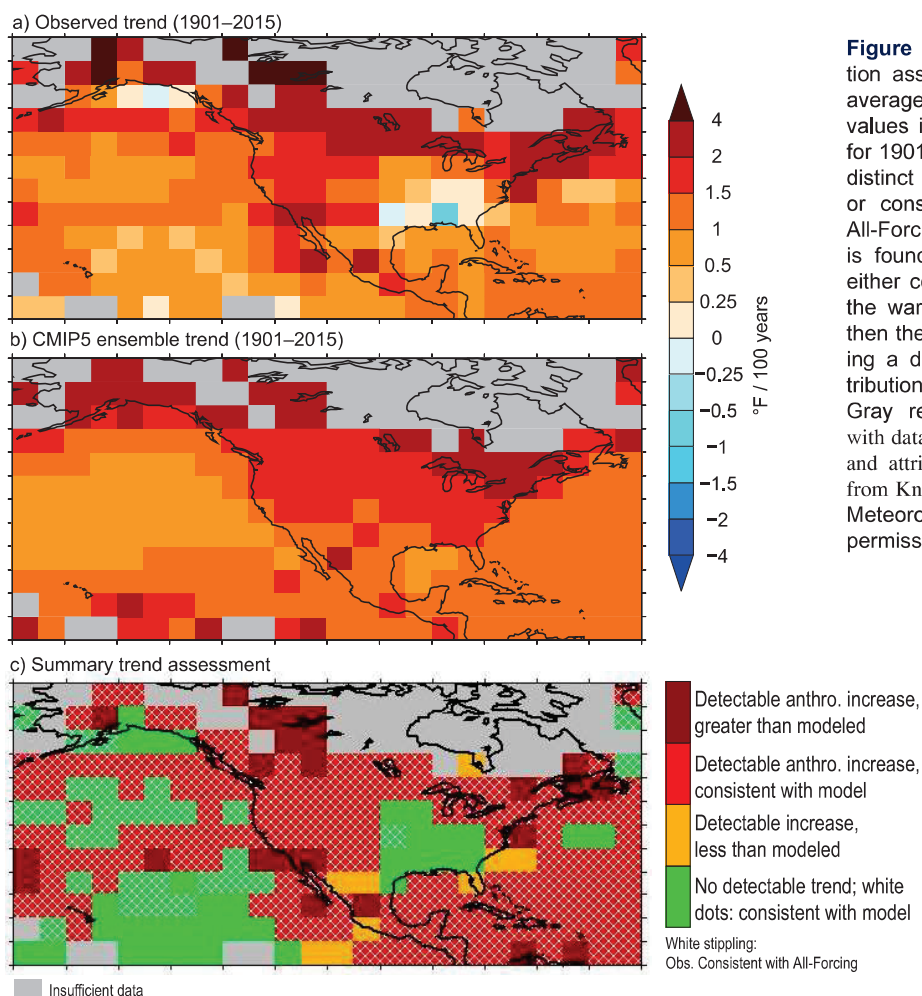 a) Observed trend (1901–2015)
b) CMIP5 ensemble trend (1901–2015)
c) Summary trend assessment
Insufficient data
4
2
1.5
1
0.5
0.25
0
−0.25
−0.5
−1
−1.5
−2
−4
°F / 100 years
Detectable anthro. increase,
greater than modeled
Detectable anthro. increase,
consistent with model
Detectable increase,
less than modeled
No detectable trend; white
dots: consistent with model
White stippling:
Obs. Consistent with All-Forcing
Figure
tion ass
average
values i
for 1901
distinct
or cons
All-Forc
is found
either co
the war
then the
ing a d
tribution
Gray re
with data
and attri
from Kn
Meteoro
permiss